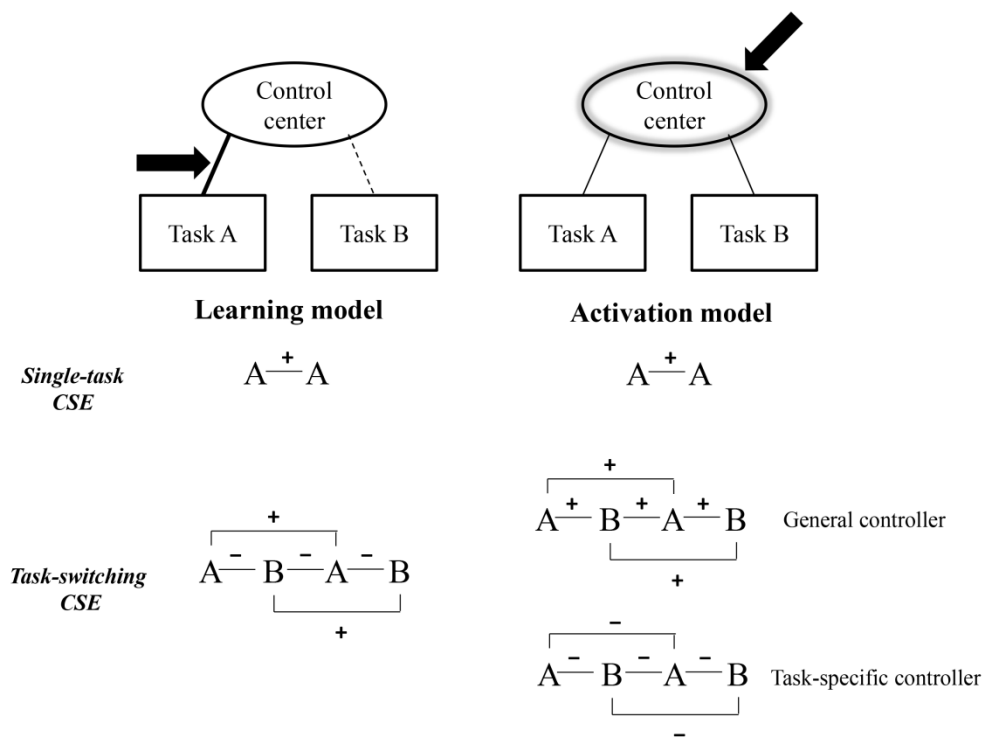 Control
center
Control
center
Task A
Task B
Task A
Task B
Learning model
Activation model
Single-task
CSE
A + A
A + A
+
A + B + A + B
General controller
+
Task-switching
CSE
+
A − B − A − B
+
−
A − B − A − B
Task-specific controller
−